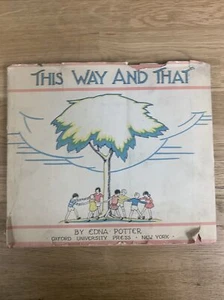 THIS WAY AND THAT
BY EDNA POTTER
OXFORD UNIVERSITY PRESS · NEW YORK ·